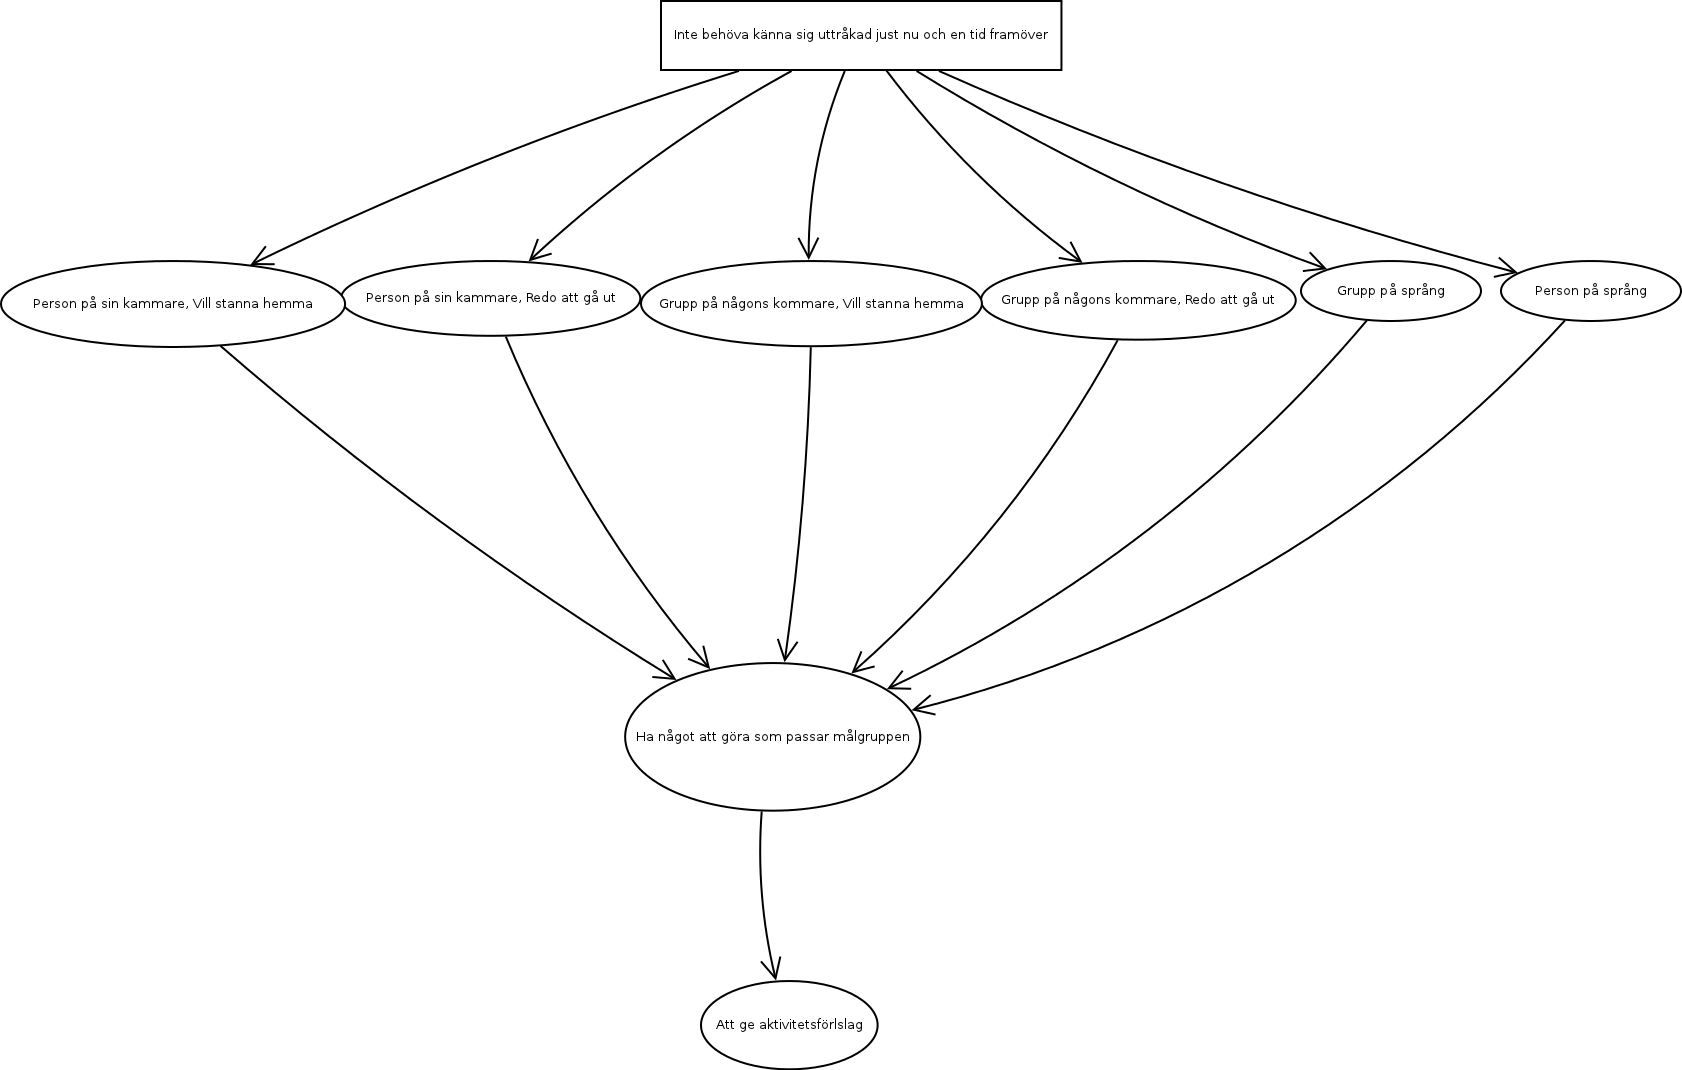 Inte behöva känna sig uttråkad just nu och en tid framöver
Person på sin kammare, Vill stanna hemma
Person på sin kammare, Redo att gå ut
Grupp på någons kommare, Vill stanna hemma
Grupp på någons kommare, Redo att gå ut
Grupp på språng
Person på språng
Ha något att göra som passar målgruppen
Att ge aktivitetsförlslag